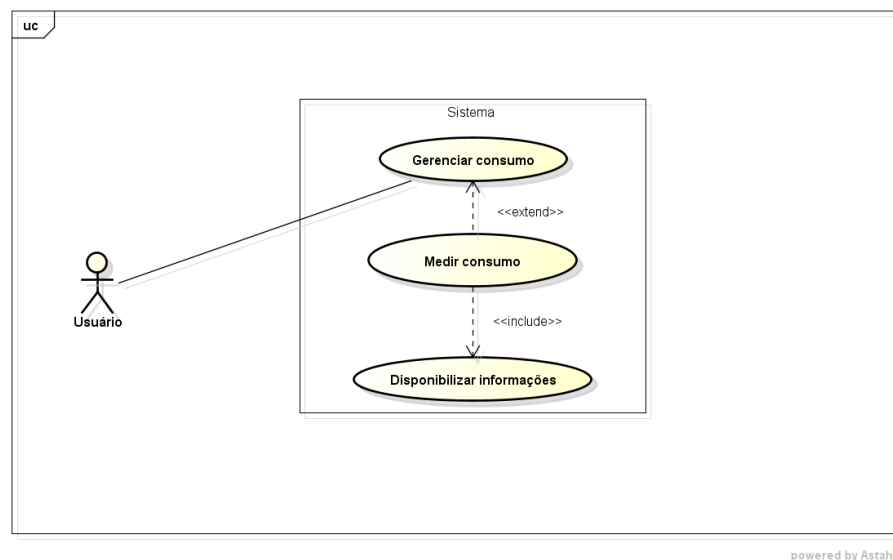 uc
Sistema
Gerenciar consumo
<<extend>>
Medir consumo
<<include>>
Usuário
Disponibilizar informações
powered by Astah